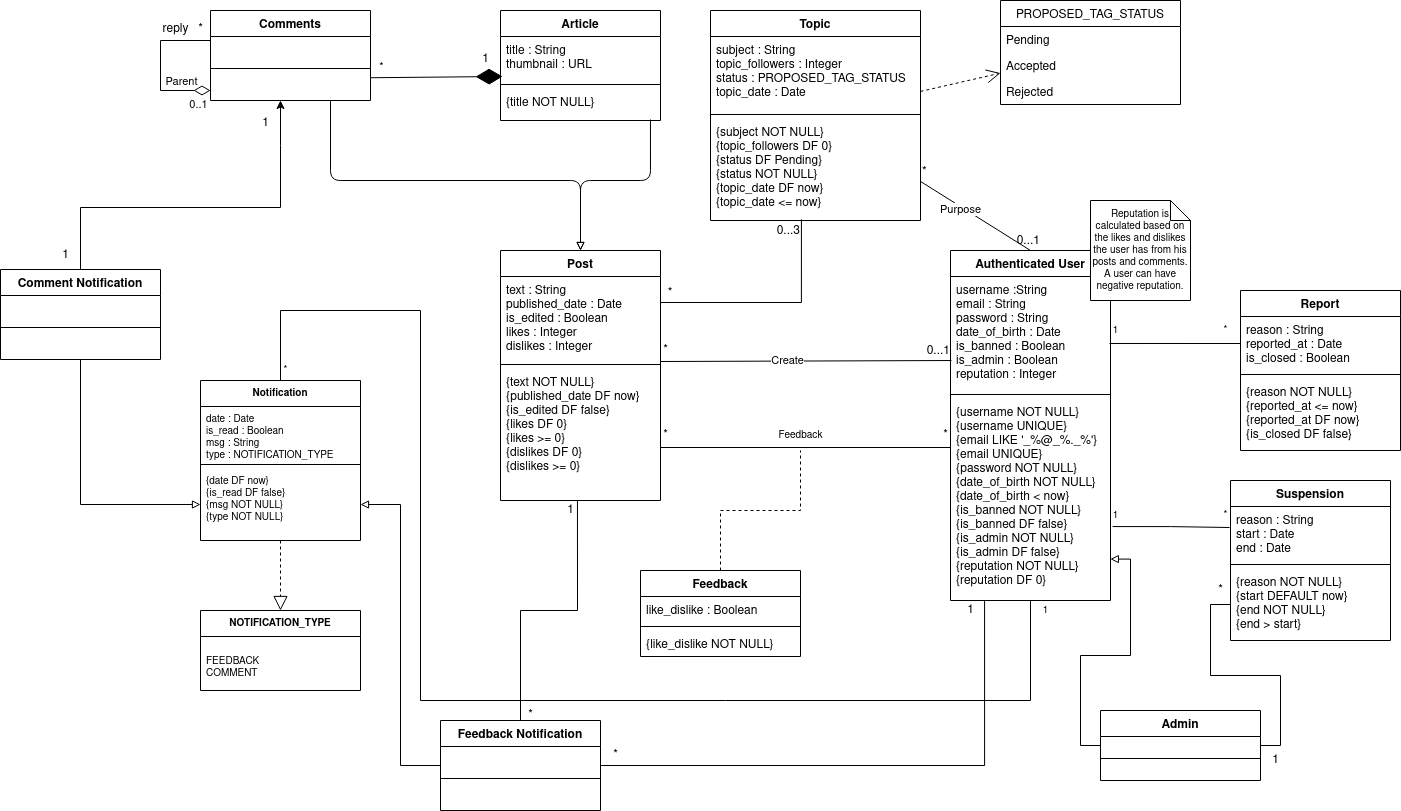 Comments
reply *
Parent
0..1
*
1
Article
title : String
thumbnail : URL
{title NOT NULL}
Topic
subject : String
topic_followers : Integer
status : PROPOSED_TAG_STATUS
topic_date : Date
{subject NOT NULL}
{topic_followers DF 0}
{status DF Pending}
{status NOT NULL}
{topic_date DF now}
{topic_date <= now}
PROPOSED_TAG_STATUS
Pending
Accepted
Rejected
*
Purpose
0...1
0...3
1
1
Comment Notification
Post
text : String
published_date : Date
is_edited : Boolean
likes : Integer
dislikes : Integer
{text NOT NULL}
{published_date DF now}
{is_edited DF false}
{likes DF 0}
{likes >= 0}
{dislikes DF 0}
{dislikes >= 0}
*
*
Create
0...1
*
Feedback
*
Authenticated User
username :String
email : String
password : String
date_of_birth : Date
is_banned : Boolean
is_admin : Boolean
reputation : Integer
{username NOT NULL}
{username UNIQUE}
{email LIKE '_%@_%._%'}
{email UNIQUE}
{password NOT NULL}
{date_of_birth NOT NULL}
{date_of_birth < now}
{is_banned NOT NULL}
{is_banned DF false}
{is_admin NOT NULL}
{is_admin DF false}
{reputation NOT NULL}
{reputation DF 0}
Reputation is
calculated based on
the likes and dislikes
the user has from his
posts and comments.
A user can have
negative reputation.
1
*
Report
reason : String
reported_at : Date
is_closed : Boolean
{reason NOT NULL}
{reported_at <= now}
{reported_at DF now}
{is_closed DF false}
1
*
Suspension
reason : String
start : Date
end : Date
{reason NOT NULL}
{start DEFAULT now}
{end NOT NULL}
{end > start}
*
*
Notification
date : Date
is_read : Boolean
msg : String
type : NOTIFICATION_TYPE
{date DF now}
{is_read DF false}
{msg NOT NULL}
{type NOT NULL}
NOTIFICATION_TYPE
FEEDBACK
COMMENT
1
Feedback
like_dislike : Boolean
{like_dislike NOT NULL}
1
1
*
Feedback Notification
*
Admin
1